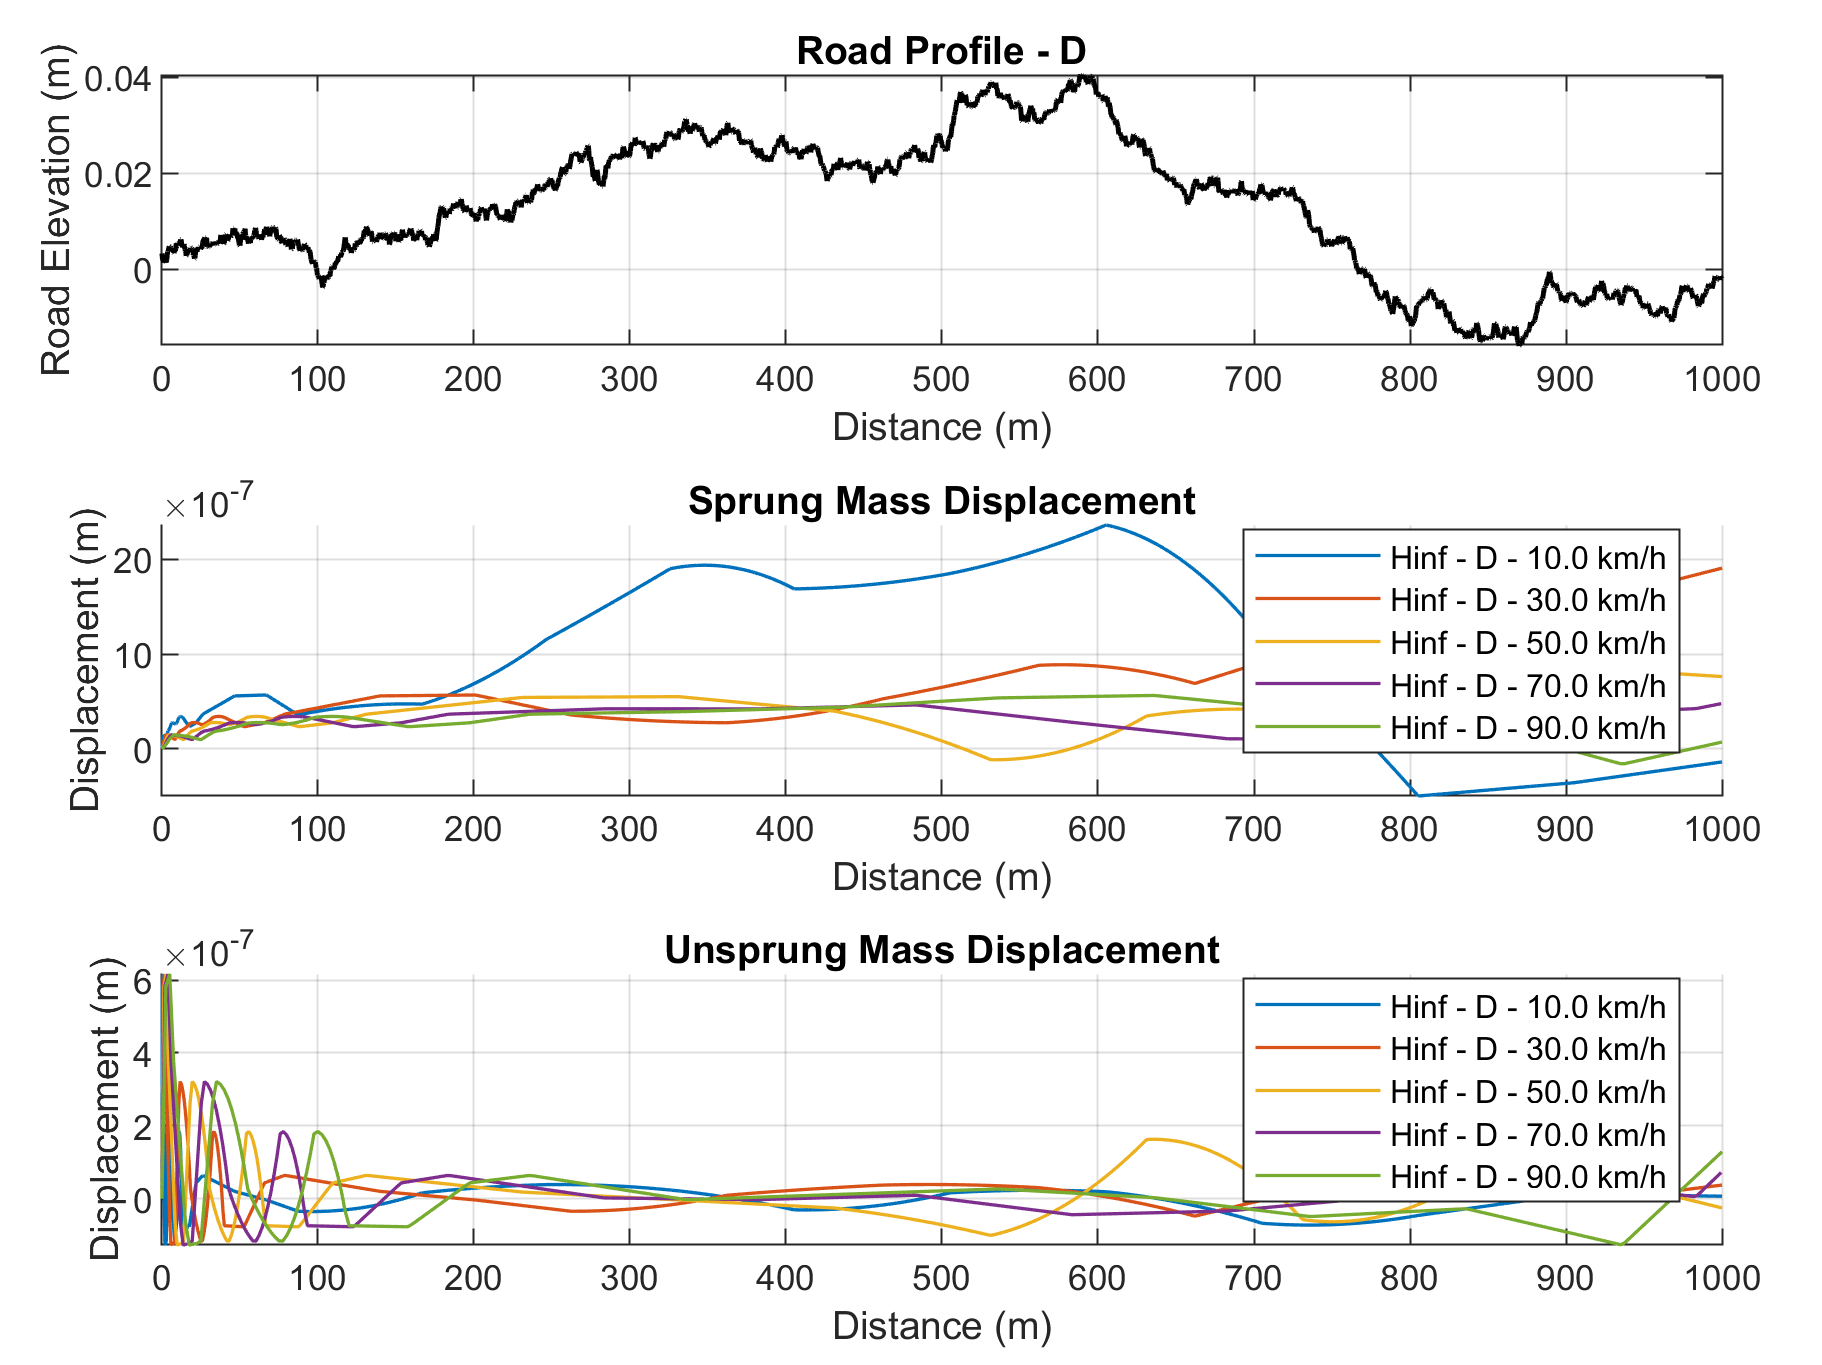 Road Profile - D
Road Elevation (m)
0.04
0.02
0
0 100 200 300 400 500 600 700 800 900 1000
Distance (m)
×10-7
Sprung Mass Displacement
Displacement (m)
20
10
0
Hinf - D - 10.0 km/h
Hinf - D - 30.0 km/h
Hinf - D - 50.0 km/h
Hinf - D - 70.0 km/h
Hinf - D - 90.0 km/h
0 100 200 300 400 500 600 700 800 900 1000
Distance (m)
×10-7
Unsprung Mass Displacement
Displacement (m)
6
4
2
0
Hinf - D - 10.0 km/h
Hinf - D - 30.0 km/h
Hinf - D - 50.0 km/h
Hinf - D - 70.0 km/h
Hinf - D - 90.0 km/h
0 100 200 300 400 500 600 700 800 900 1000
Distance (m)